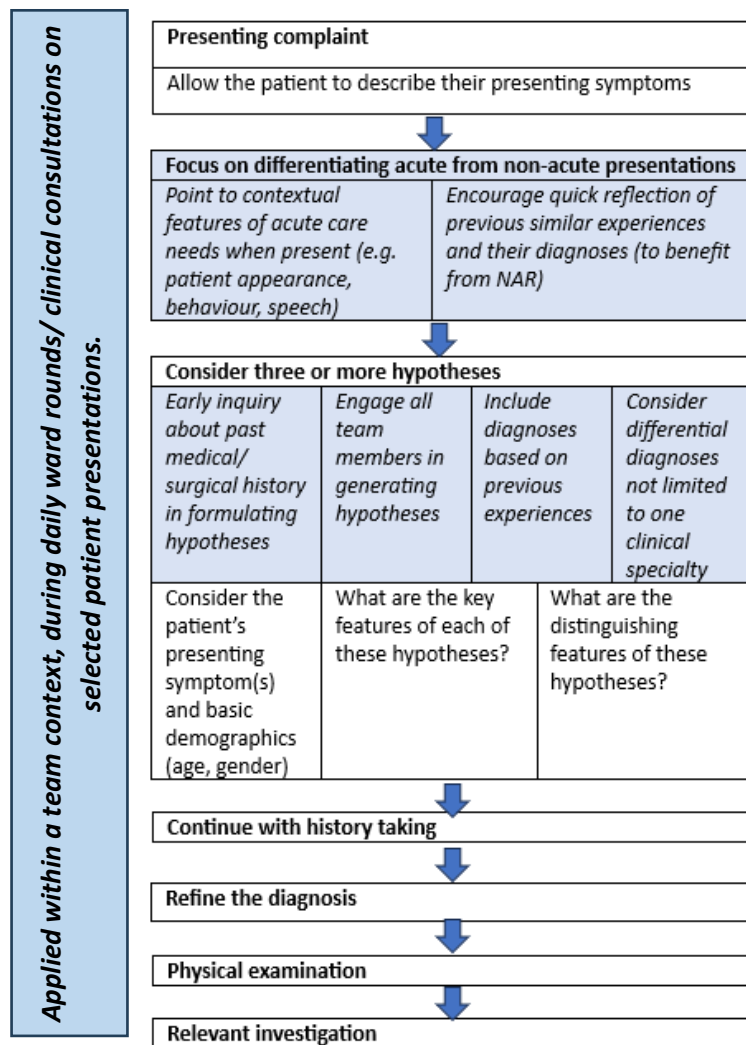 Applied within a team context, during daily ward rounds/ clinical consultations on
selected patient presentations.
Presenting complaint
Allow the patient to describe their presenting symptoms
Focus on differentiating acute from non-acute presentations
Point to contextual
features of acute care
needs when present (e.g.
patient appearance,
behaviour, speech)
Encourage quick reflection of
previous similar experiences
and their diagnoses (to benefit
from NAR)
Consider three or more hypotheses
Early inquiry
about past
medical/
surgical history
in formulating
hypotheses
Engage all
team
members in
generating
hypotheses
Include
diagnoses
based on
previous
experiences
Consider
differential
diagnoses
not limited
to one
clinical
specialty
Consider the
patient's
presenting
symptom(s)
and basic
demographics
(age, gender)
What are the key
features of each of
these hypotheses?
What are the
distinguishing
features of these
hypotheses?
Continue with history taking
Refine the diagnosis
Physical examination
Relevant investigation